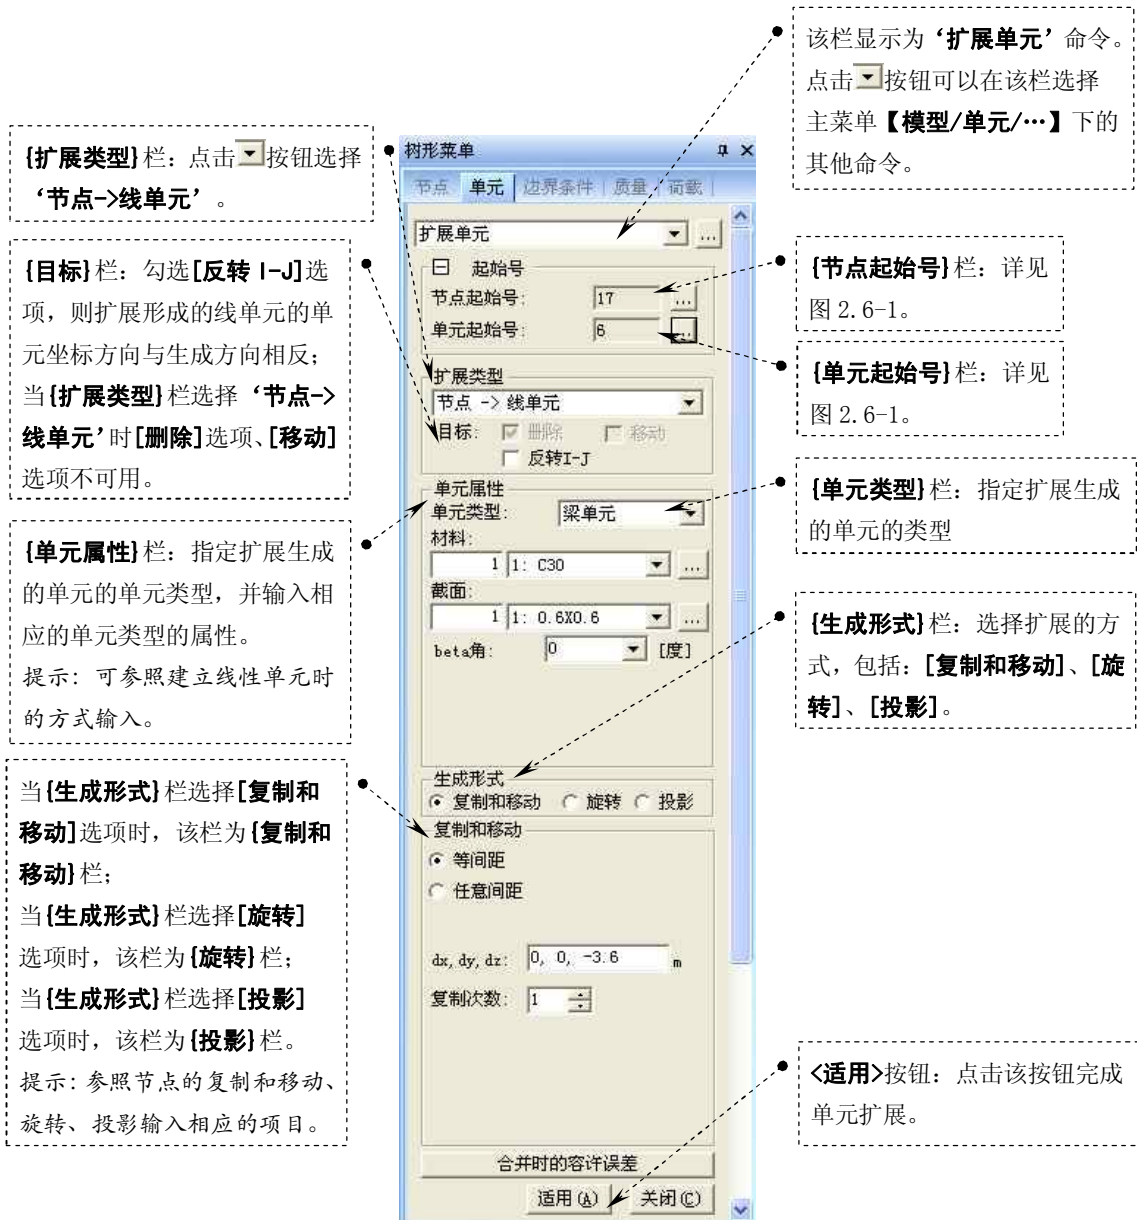 该栏显示为‘扩展单元’命令。
点击按钮可以在该栏选择
主菜单【模型/单元/…】下的
其他命令。
{扩展类型}栏：点击按钮选择
‘节点->线单元’。
{目标}栏：勾选[反转 I-J]选
项，则扩展形成的线单元的单
元坐标方向与生成方向相反；
当{扩展类型}栏选择‘节点->
线单元’时[删除]选项、[移动]
选项不可用。
{单元属性}栏：指定扩展生成
的单元的单元类型，并输入相
应的单元类型的属性。
提示：可参照建立线性单元时
的方式输入。
当{生成形式}栏选择[复制和
移动]选项时，该栏为{复制和
移动}栏；
当{生成形式}栏选择[旋转]
选项时，该栏为{旋转}栏；
当{生成形式}栏选择[投影]
选项时，该栏为{投影}栏。
提示：参照节点的复制和移动、
旋转、投影输入相应的项目。
树形菜单
节点 单元 边界条件 质量 荷载
扩展单元 ...
起始号
节点起始号: 17 ...
单元起始号: 6 ...
扩展类型
节点 -> 线单元
目标: 删除 移动
反转I-J
单元属性
单元类型: 梁单元
材料:
1 1: C30 ...
截面:
1 1: 0.6X0.6 ...
beta角: 0 [度]
生成形式
复制和移动 旋转 投影
复制和移动
等间距
任意间距
dx, dy, dz: 0, 0, -3.6 m
复制次数: 1
合并时的容许误差
适用(A) 关闭(C)
{节点起始号}栏：详见
图 2.6-1。
{单元起始号}栏：详见
图 2.6-1。
{单元类型}栏：指定扩展生成
的单元的类型
{生成形式}栏：选择扩展的方
式，包括：[复制和移动]、[旋
转]、[投影]。
<适用>按钮：点击该按钮完成
单元扩展。